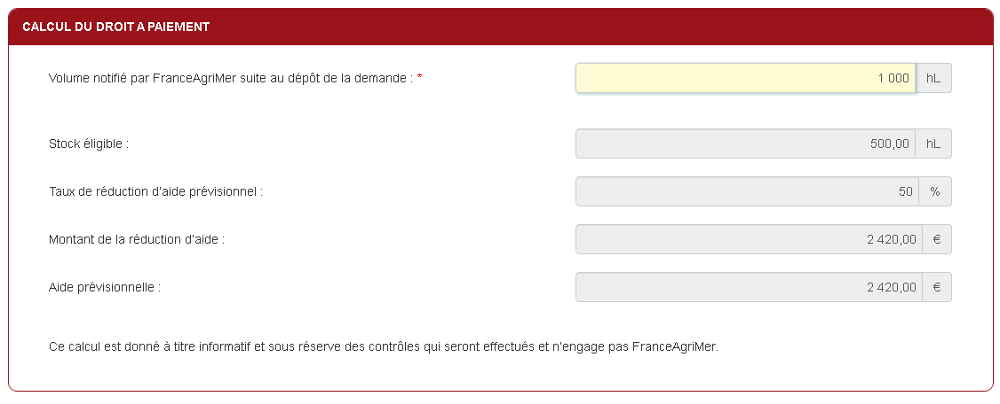 CALCUL DU DROIT A PAIEMENT
Volume notifié par FranceAgriMer suite au dépôt de la demande : * 1 000 hL
Stock éligible : 500,00 hL
Taux de réduction d'aide prévisionnel : 50 %
Montant de la réduction d'aide : 2 420,00 €
Aide prévisionnelle : 2 420,00 €
Ce calcul est donné à titre informatif et sous réserve des contrôles qui seront effectués et n'engage pas FranceAgriMer.